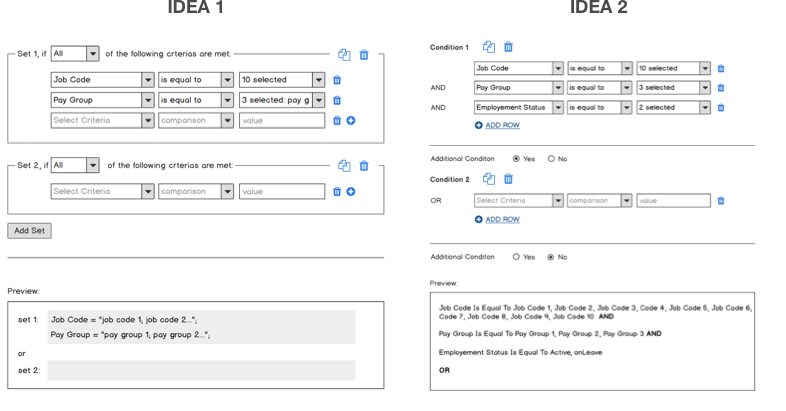 IDEA 1
Set 1, if All of the following crterias are met:
Job Code is equal to 10 selected
Pay Group is equal to 3 selected: pay g
Select Criteria comparison value
Set 2, if All of the following crterias are met:
Select Criteria comparison value
Add Set
Preview:
set 1: Job Code = "job code 1; job code 2...";
Pay Group = "pay group 1; pay group 2...";
or
set 2:
IDEA 2
Condition 1
Job Code is equal to 10 selected
AND Pay Group is equal to 3 selected
AND Employement Status is equal to 2 selected
ADD ROW
Additional Conditon Yes No
Condition 2
OR Select Criteria comparison value
ADD ROW
Additional Conditon Yes No
Preview:
Job Code Is Equal To Job Code 1, Job Code 2, Job Code 3, Code 4, Job Code 5, Job Code 6,
Code 7, Job Code 8, Job Code 9, Job Code 10 AND
Pay Group Is Equal To Pay Group 1, Pay Group 2, Pay Group 3 AND
Employement Status Is Equal To Active, onLeave
OR